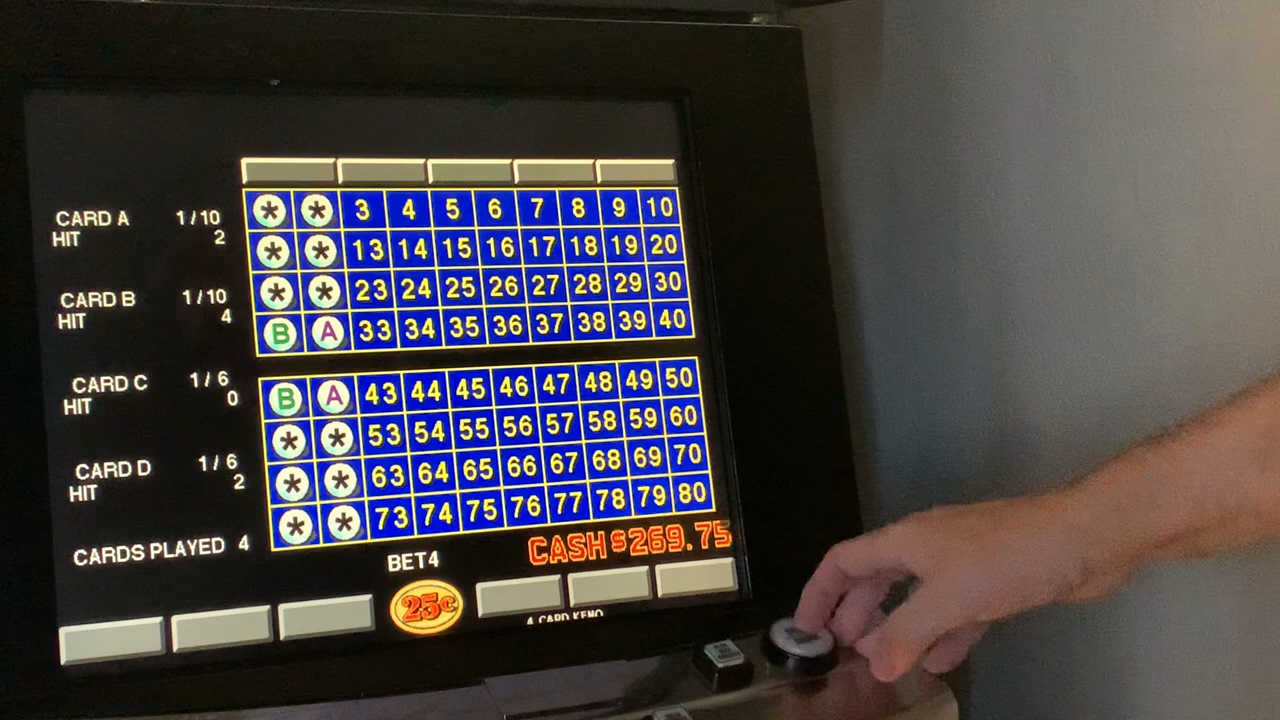 CARD A 1/10
HIT 2
CARD B 1/10
HIT 4
CARD C 1/6
HIT 0
CARD D 1/6
HIT 2
CARDS PLAYED 4
* * 3 4 5 6 7 8 9 10
* * 13 14 15 16 17 18 19 20
* * 23 24 25 26 27 28 29 30
B A 33 34 35 36 37 38 39 40
B A 43 44 45 46 47 48 49 50
* * 53 54 55 56 57 58 59 60
* * 63 64 65 66 67 68 69 70
* * 73 74 75 76 77 78 79 80
BET4 CASH $269.75
25¢
4 CARD KENO